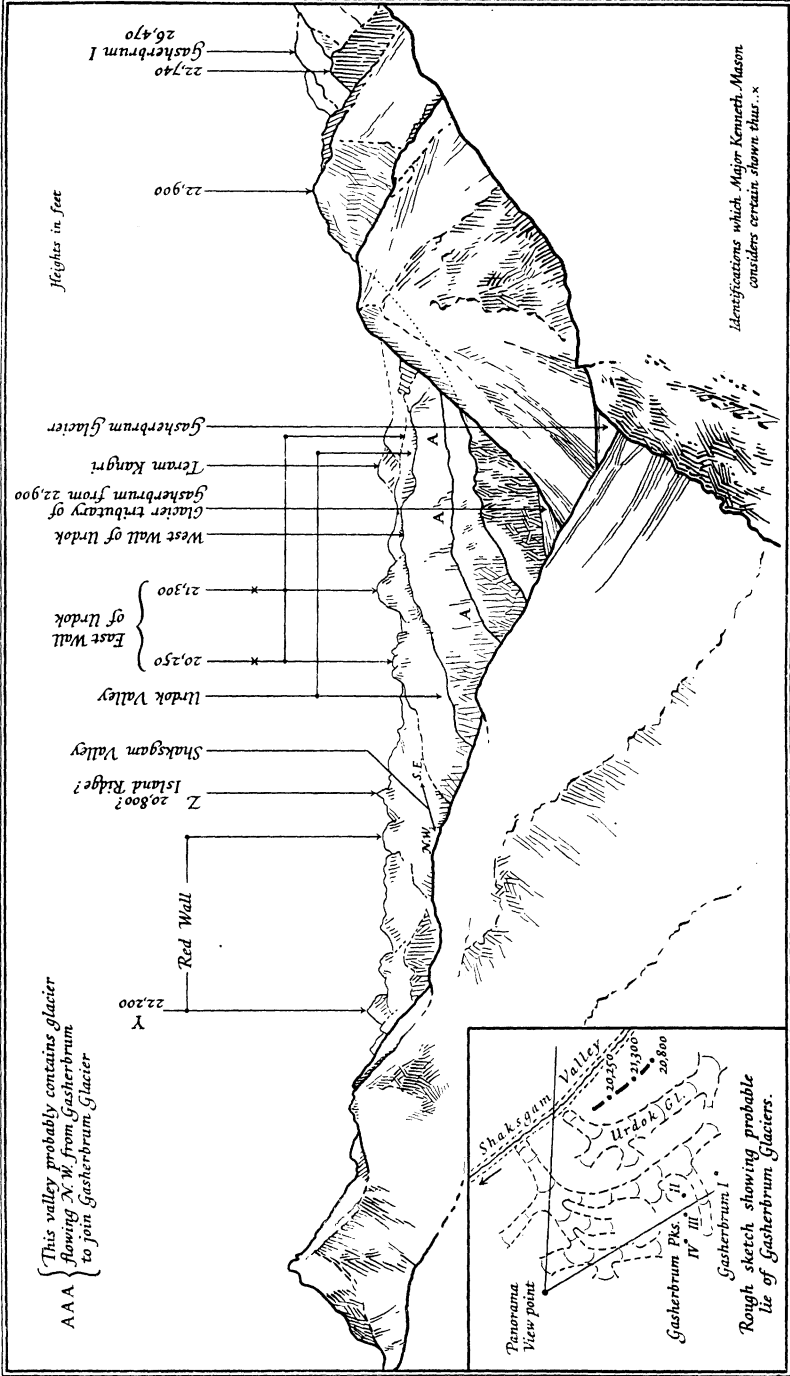 AAA { This valley probably contains glacier
flowing N.W. from Gasherbrum
to join Gasherbrum Glacier
Y
22,200
Red Wall
Z
20,800?
Island Ridge?
Shaksgam Valley
N.W.
S.E.
Urdok Valley
20,250
×
21,300
×
East Wall
of Urdok
West Wall of Urdok
Glacier tributary of
Gasherbrum from 22,900
Teram Kangri
Gasherbrum Glacier
A
A
A
Heights in feet
22,900
22,740
Gasherbrum I
26,470
Identifications which Major Kenneth Mason
considers certain shown thus..×
Panorama
View point
Shaksgam Valley
20,250
21,300
20,800
Urdok Gl.
Gasherbrum Pks.
IV III II
Gasherbrum I
Rough sketch showing probable
lie of Gasherbrum Glaciers.